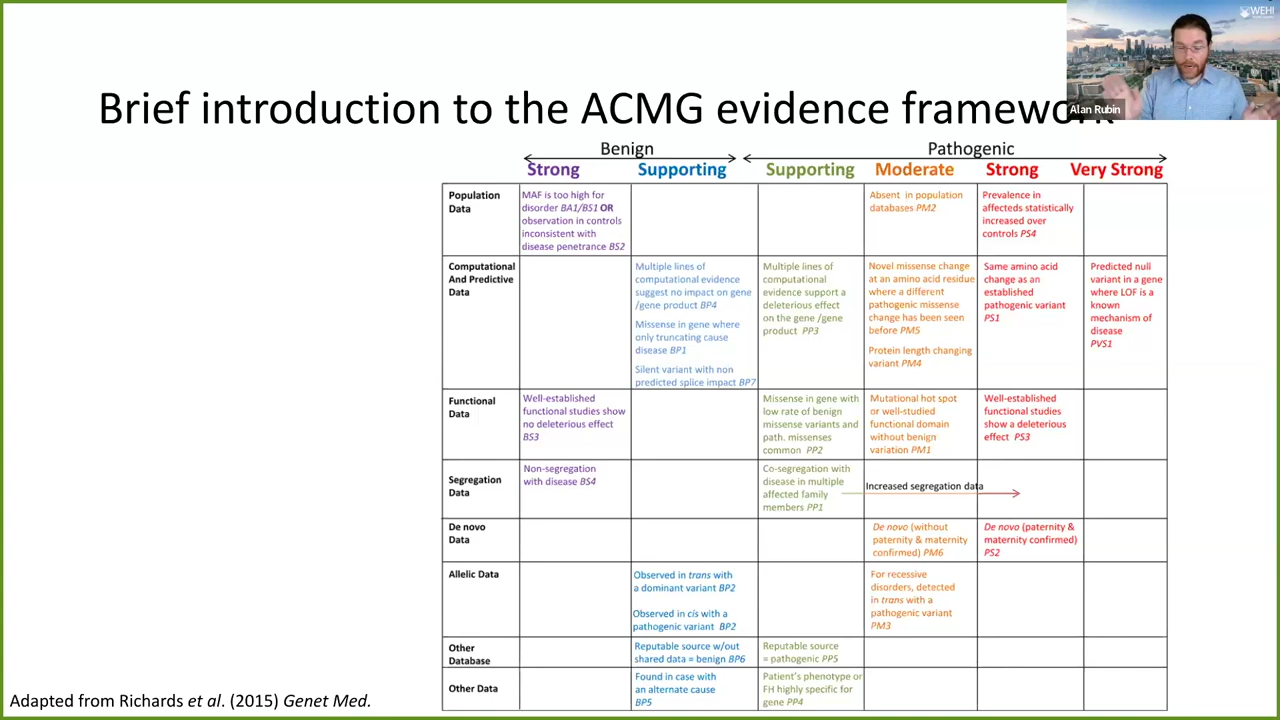 WEHI
Alan Rubin
Brief introduction to the ACMG evidence framework
Benign
Pathogenic
Strong
Supporting
Supporting
Moderate
Strong
Very Strong
Population
Data
MAF is too high for
disorder BA1/BS1 OR
observation in controls
inconsistent with
disease penetrance BS2
Absent in population
databases PM2
Prevalence in
affecteds statistically
increased over
controls PS4
Computational
And Predictive
Data
Multiple lines of
computational evidence
suggest no impact on gene
/gene product BP4
Missense in gene where
only truncating cause
disease BP1
Silent variant with non
predicted splice impact BP7
Multiple lines of
computational
evidence support a
deleterious effect
on the gene /gene
product PP3
Novel missense change
at an amino acid residue
where a different
pathogenic missense
change has been seen
before PM5
Protein length changing
variant PM4
Same amino acid
change as an
established
pathogenic variant
PS1
Predicted null
variant in a gene
where LOF is a
known
mechanism of
disease
PVS1
Functional
Data
Well-established
functional studies show
no deleterious effect
BS3
Missense in gene with
low rate of benign
missense variants and
path. missenses
common PP2
Mutational hot spot
or well-studied
functional domain
without benign
variation PM1
Well-established
functional studies
show a deleterious
effect PS3
Segregation
Data
Non-segregation
with disease BS4
Co-segregation with
disease in multiple
affected family
members PP1
Increased segregation data
De novo
Data
De novo (without
paternity & maternity
confirmed) PM6
De novo (paternity &
maternity confirmed)
PS2
Allelic Data
Observed in trans with
a dominant variant BP2
Observed in cis with a
pathogenic variant BP2
For recessive
disorders, detected
in trans with a
pathogenic variant
PM3
Other
Database
Reputable source w/out
shared data = benign BP6
Reputable source
= pathogenic PP5
Other Data
Found in case with
an alternate cause
BP5
Patient's phenotype or
FH highly specific for
gene PP4
Adapted from Richards et al. (2015) Genet Med.